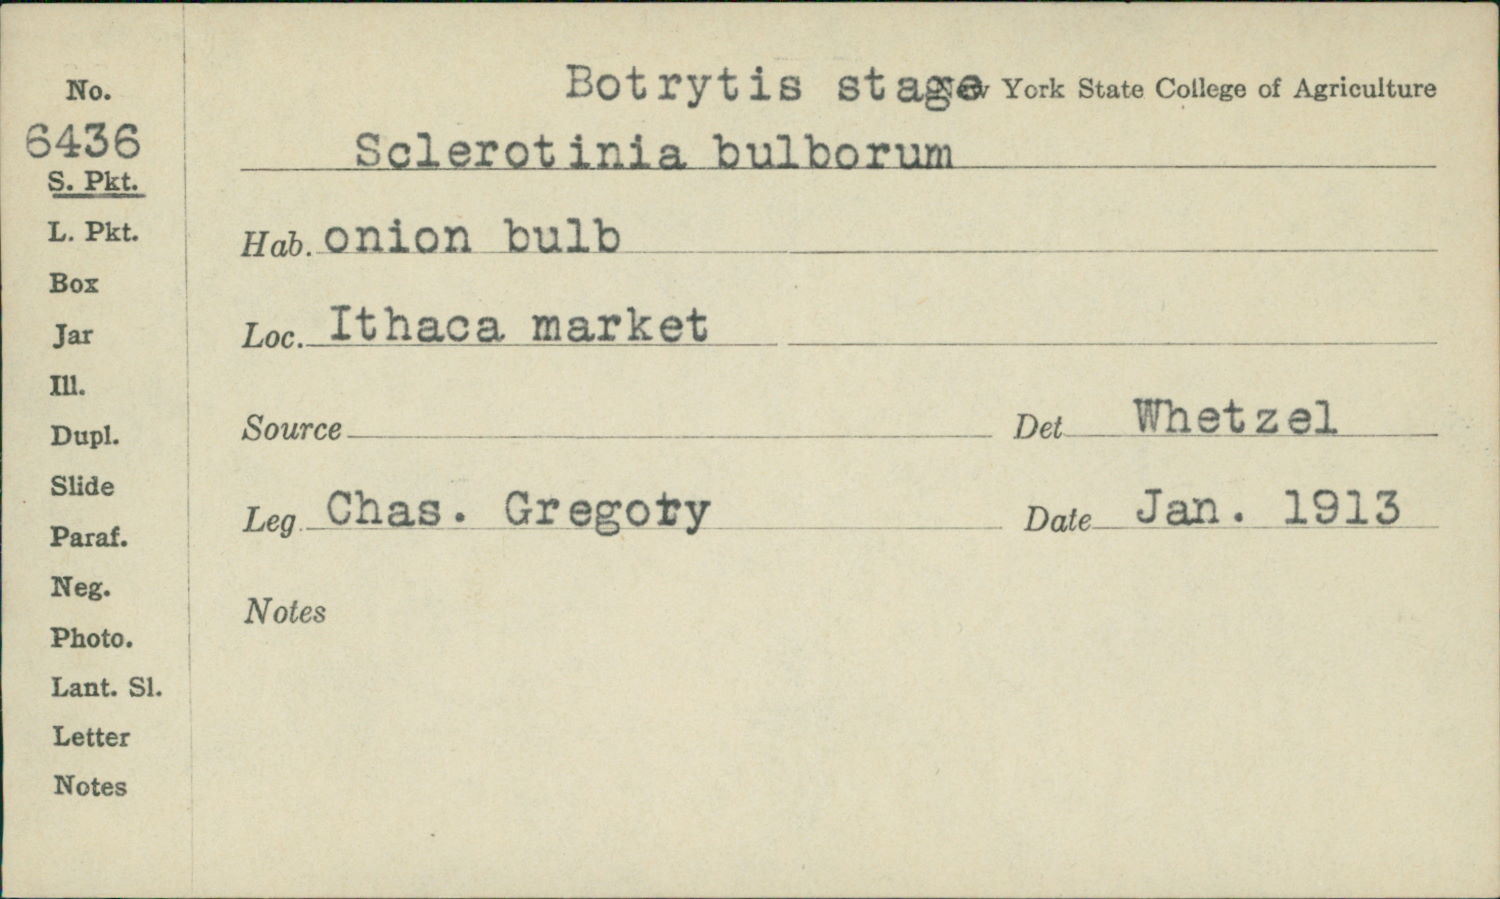 No.
6436
S. Pkt.
L. Pkt.
Box
Jar
Ill.
Dupl.
Slide
Paraf.
Neg.
Photo.
Lant. Sl.
Letter
Notes
Botrytis stage New York State College of Agriculture
Sclerotinia bulborum
Hab. onion bulb
Loc. Ithaca market
Source Det Whetzel
Leg Chas. Gregory Date Jan. 1913
Notes